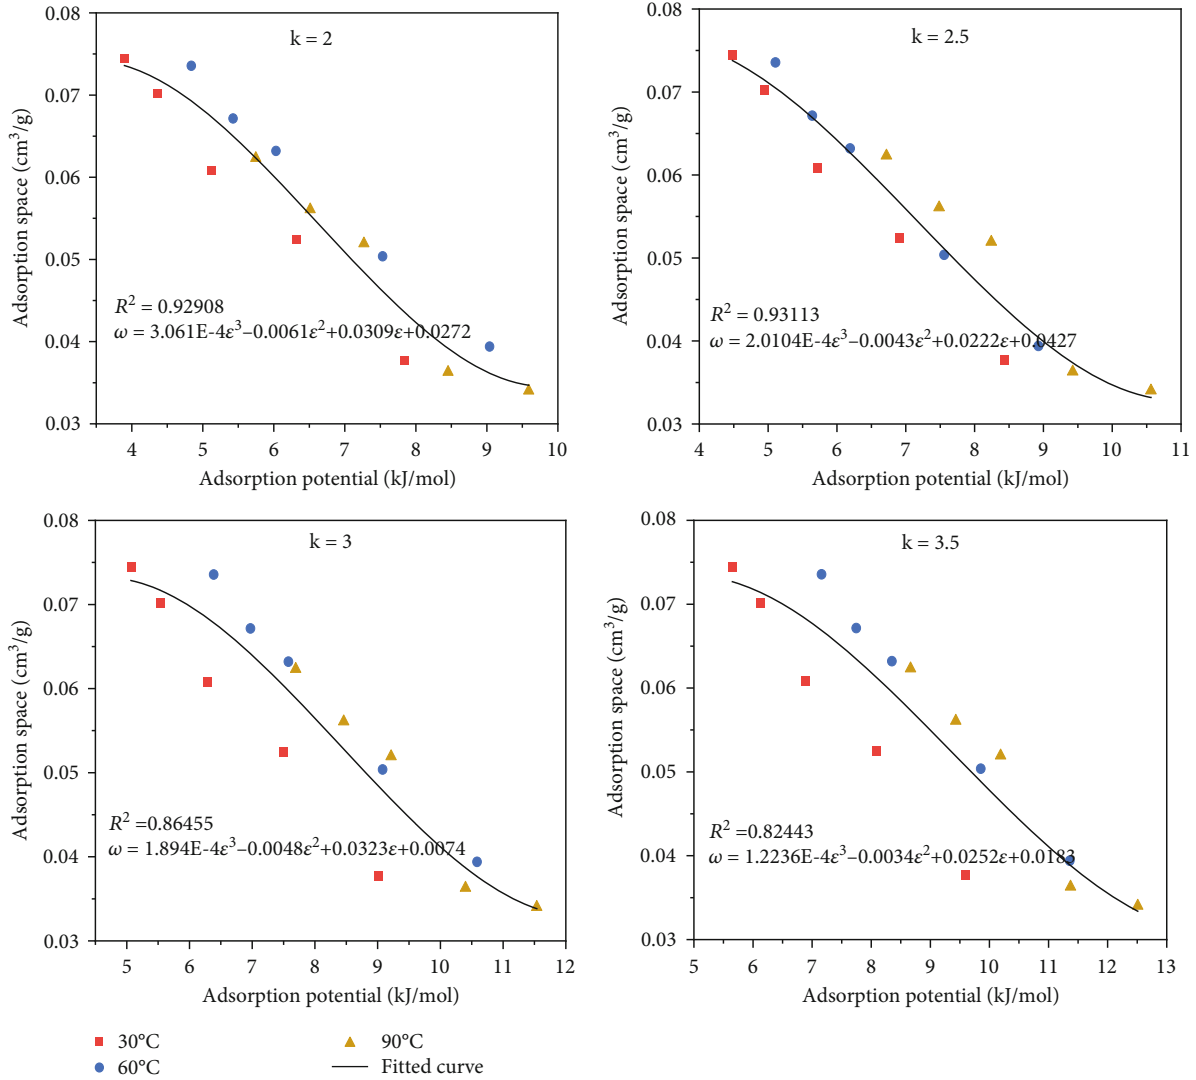 0.08
0.07
0.06
0.05
0.04
0.03
Adsorption space (cm³/g)
k = 2
R² = 0.92908
ω = 3.061E-4ε³–0.0061ε²+0.0309ε+0.0272
4 5 6 7 8 9 10
Adsorption potential (kJ/mol)
0.08
0.07
0.06
0.05
0.04
0.03
Adsorption space (cm³/g)
k = 2.5
R² = 0.93113
ω = 2.0104E-4ε³–0.0043ε²+0.0222ε+0.0427
4 5 6 7 8 9 10 11
Adsorption potential (kJ/mol)
0.08
0.07
0.06
0.05
0.04
0.03
Adsorption space (cm³/g)
k = 3
R² =0.86455
ω = 1.894E-4ε³–0.0048ε²+0.0323ε+0.0074
5 6 7 8 9 10 11 12
Adsorption potential (kJ/mol)
0.08
0.07
0.06
0.05
0.04
0.03
Adsorption space (cm³/g)
k = 3.5
R² =0.82443
ω = 1.2236E-4ε³–0.0034ε²+0.0252ε+0.0183
5 6 7 8 9 10 11 12 13
Adsorption potential (kJ/mol)
30°C
60°C
90°C
Fitted curve